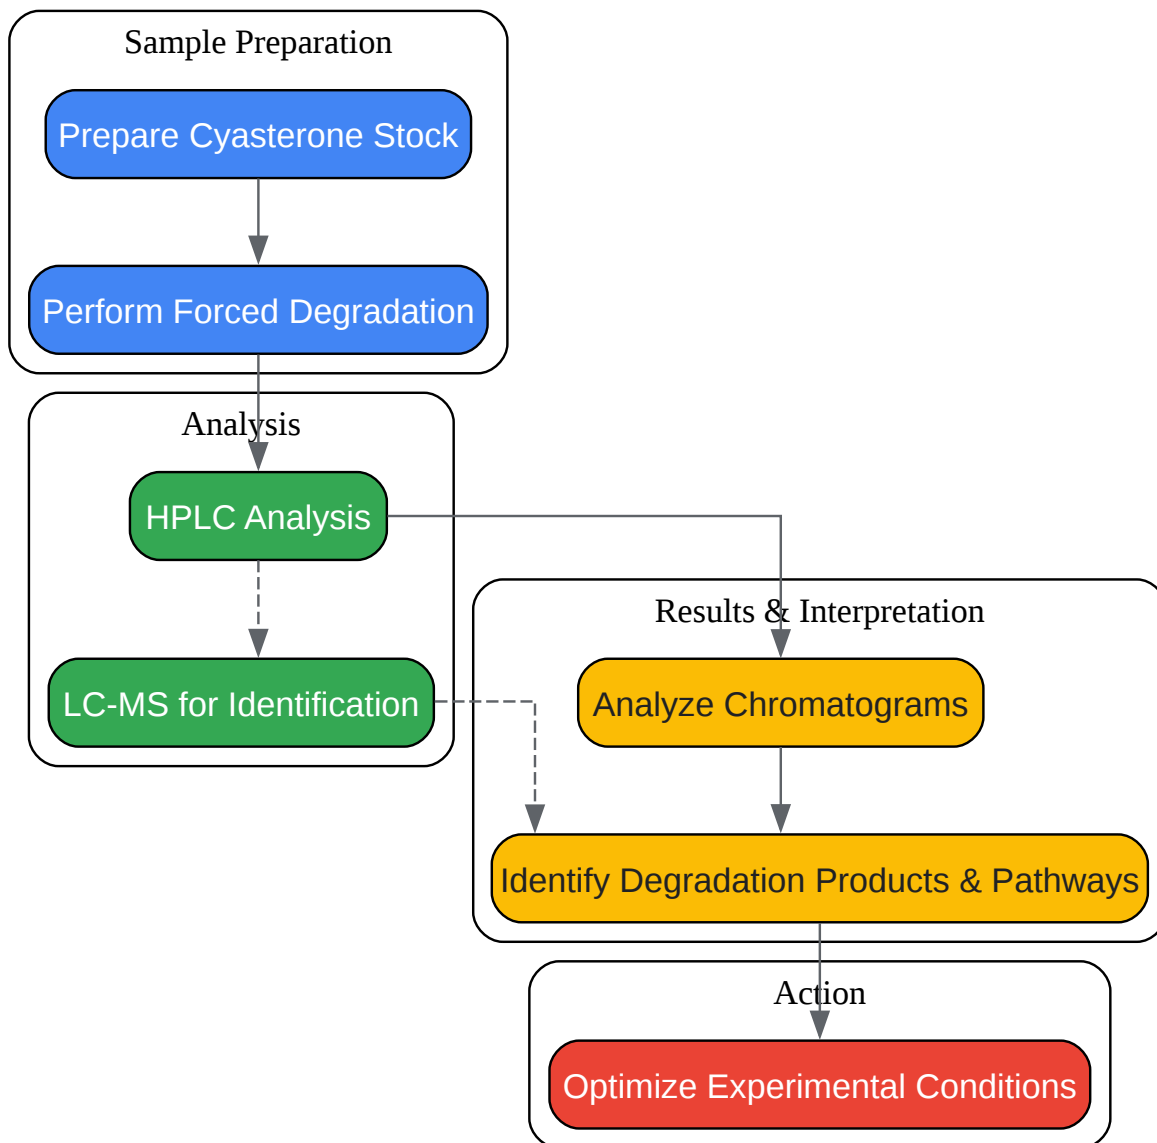 Sample Preparation
Prepare Cyasterone Stock
Perform Forced Degradation
Analysis
HPLC Analysis
LC-MS for Identification
Results & Interpretation
Analyze Chromatograms
Identify Degradation Products & Pathways
Action
Optimize Experimental Conditions